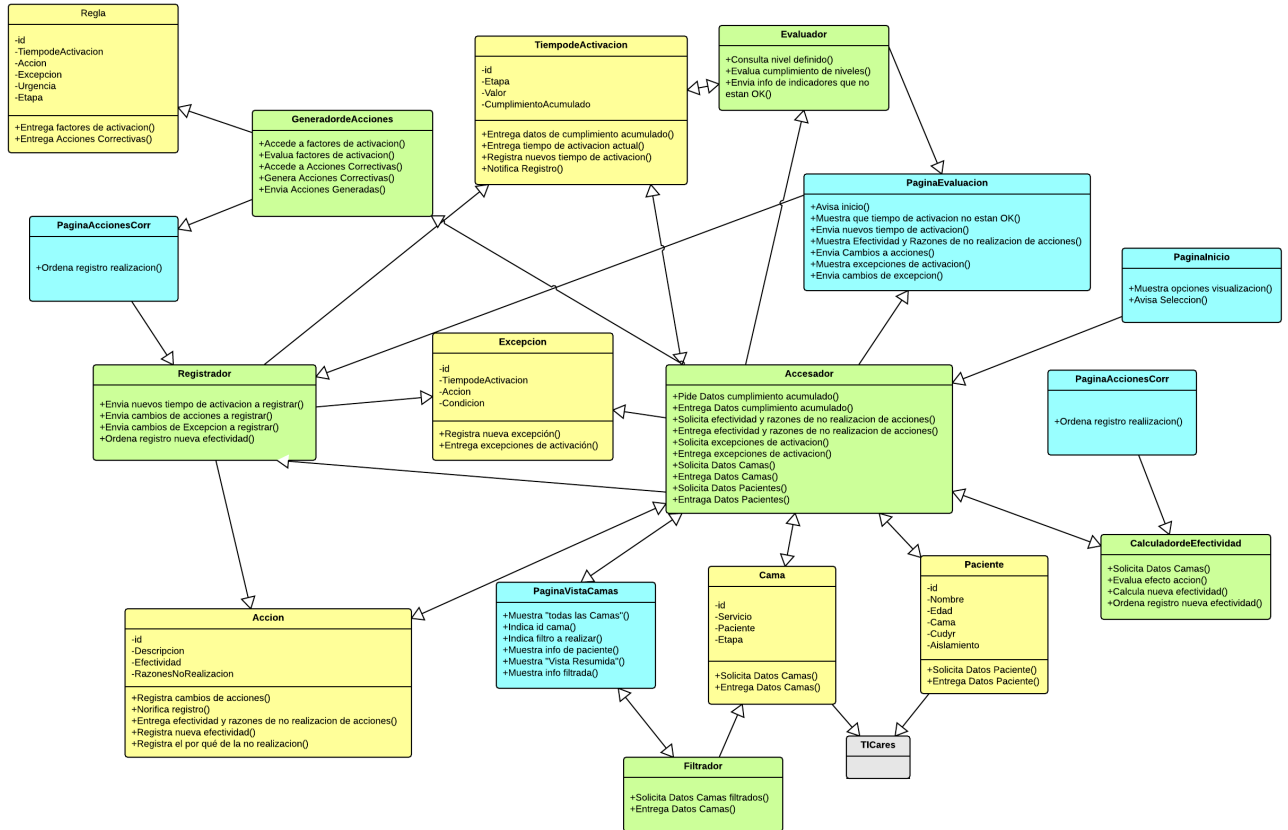 Regla
-id
-TiempodeActivacion
-Accion
-Excepcion
-Urgencia
-Etapa
+Entrega factores de activacion()
+Entrega Acciones Correctivas()
TiempodeActivacion
-id
-Etapa
-Valor
-CumplimientoAcumulado
+Entrega datos de cumplimiento acumulado()
+Entrega tiempo de activacion actual()
+Registra nuevos tiempo de activacion()
+Notifica Registro()
Evaluador
+Consulta nivel definido()
+Evalua cumplimiento de niveles()
+Envia info de indicadores que no
estan OK()
GeneradordeAcciones
+Accede a factores de activacion()
+Evalua factores de activacion()
+Accede a Acciones Correctivas()
+Genera Acciones Correctivas()
+Envia Acciones Generadas()
PaginaEvaluacion
+Avisa inicio()
+Muestra que tiempo de activacion no estan OK()
+Envia nuevos tiempo de activacion()
+Muestra Efectividad y Razones de no realizacion de acciones()
+Envia Cambios a acciones()
+Muestra excepciones de activacion()
+Envia cambios de excepcion()
PaginaAccionesCorr
+Ordena registro realizacion()
PaginaInicio
+Muestra opciones visualizacion()
+Avisa Seleccion()
Excepcion
-id
-TiempodeActivacion
-Accion
-Condicion
+Registra nueva excepción()
+Entrega excepciones de activación()
Registrador
+Envia nuevos tiempo de activacion a registrar()
+Envia cambios de acciones a registrar()
+Envia cambios de Excepcion a registrar()
+Ordena registro nueva efectividad()
Accesador
+Pide Datos cumplimiento acumulado()
+Entrega Datos cumplimiento acumulado()
+Solicita efectividad y razones de no realizacion de acciones()
+Entrega efectividad y razones de no realizacion de acciones()
+Solicita excepciones de activacion()
+Entrega excepciones de activacion()
+Solicita Datos Camas()
+Entrega Datos Camas()
+Solicita Datos Pacientes()
+Entraga Datos Pacientes()
PaginaAccionesCorr
+Ordena registro realiizacion()
CalculadordeEfectividad
+Solicita Datos Camas()
+Evalua efecto accion()
+Calcula nueva efectividad()
+Ordena registro nueva efectividad()
Accion
-id
-Descripcion
-Efectividad
-RazonesNoRealizacion
+Registra cambios de acciones()
+Norifica registro()
+Entrega efectividad y razones de no realizacion de acciones()
+Registra nueva efectividad()
+Registra el por qué de la no realizacion()
PaginaVistaCamas
+Muestra "todas las Camas"()
+Indica id cama()
+Indica filtro a realizar()
+Muestra info de paciente()
+Muestra "Vista Resumida"()
+Muestra info filtrada()
Cama
-id
-Servicio
-Paciente
-Etapa
+Solicita Datos Camas()
+Entrega Datos Camas()
Paciente
-id
-Nombre
-Edad
-Cama
-Cudyr
-Aislamiento
+Solicita Datos Paciente()
+Entrega Datos Paciente()
TICares
Filtrador
+Solicita Datos Camas filtrados()
+Entrega Datos Camas()